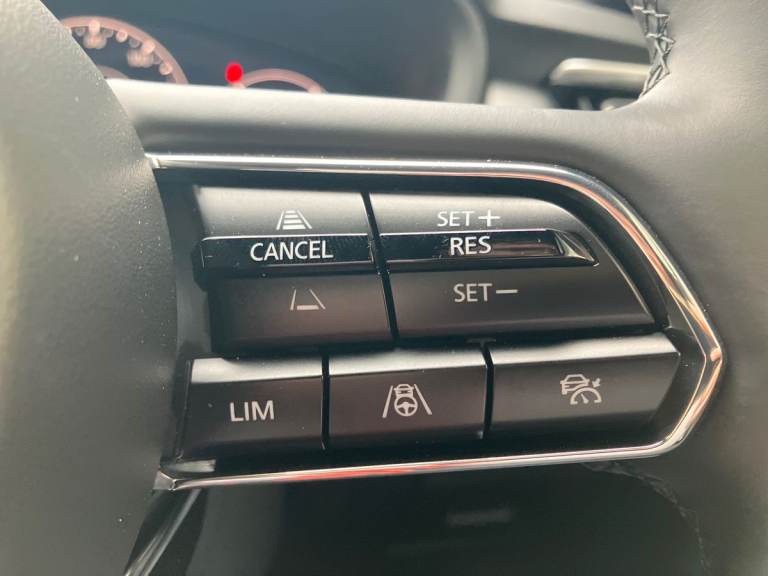 SET+
CANCEL
RES
SET-
LIM